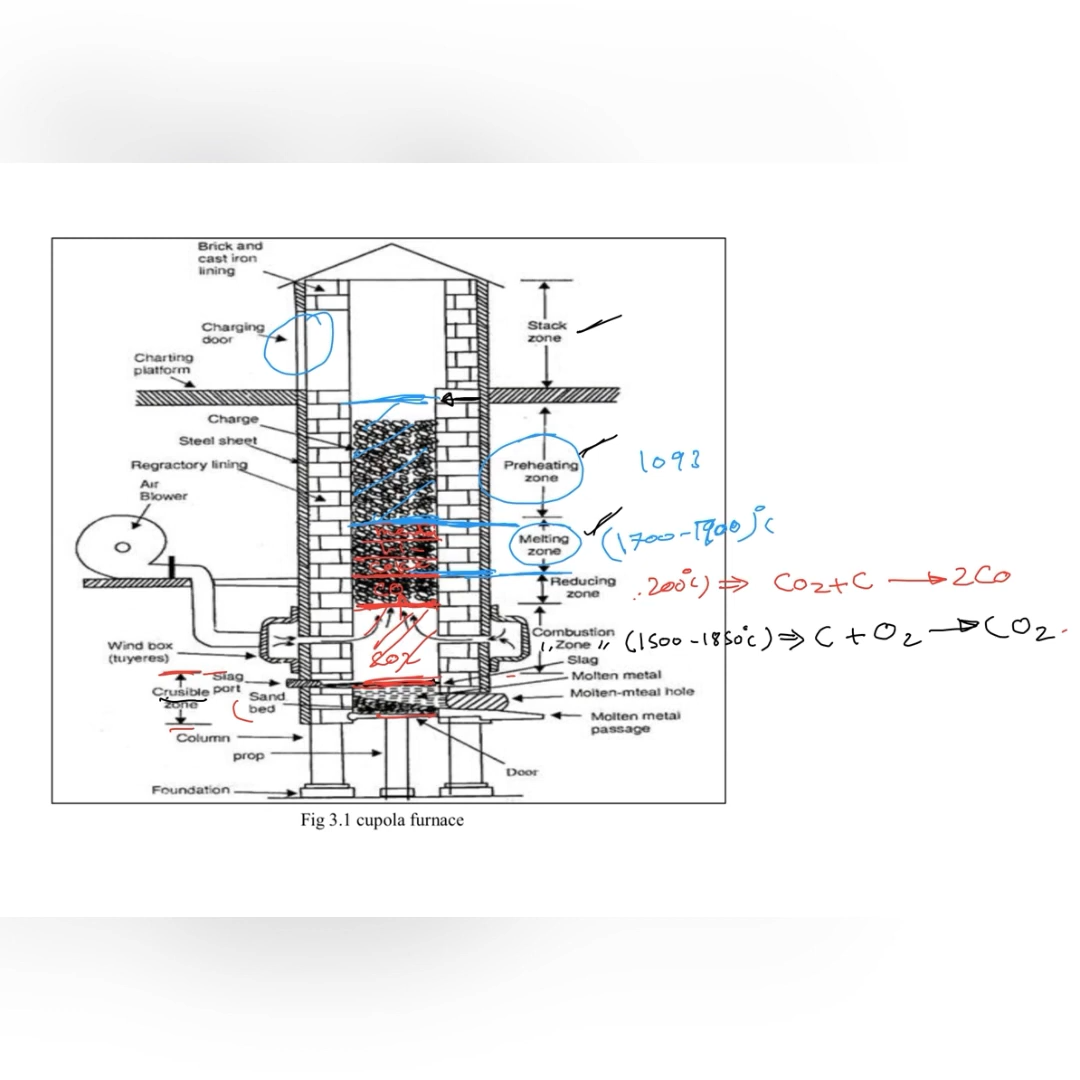 Brick and
cast iron
lining
Charging
door
Charting
platform
Charge
Steel sheet
Regractory lining
Air
Blower
Wind box
(tuyeres)
Slag
port
Crusible
zone
Sand
bed
Column
prop
Foundation
Stack
zone
Preheating
zone
1093
Melting
zone
(1700-1900)°C
Reducing
zone
200°C) ⇒ CO2+C → 2CO
Combustion
Zone
(1500-1850°C) ⇒ C + O2 → CO2
Slag
Molten metal
Molten-mteal hole
Molten metal
passage
Door
Fig 3.1 cupola furnace